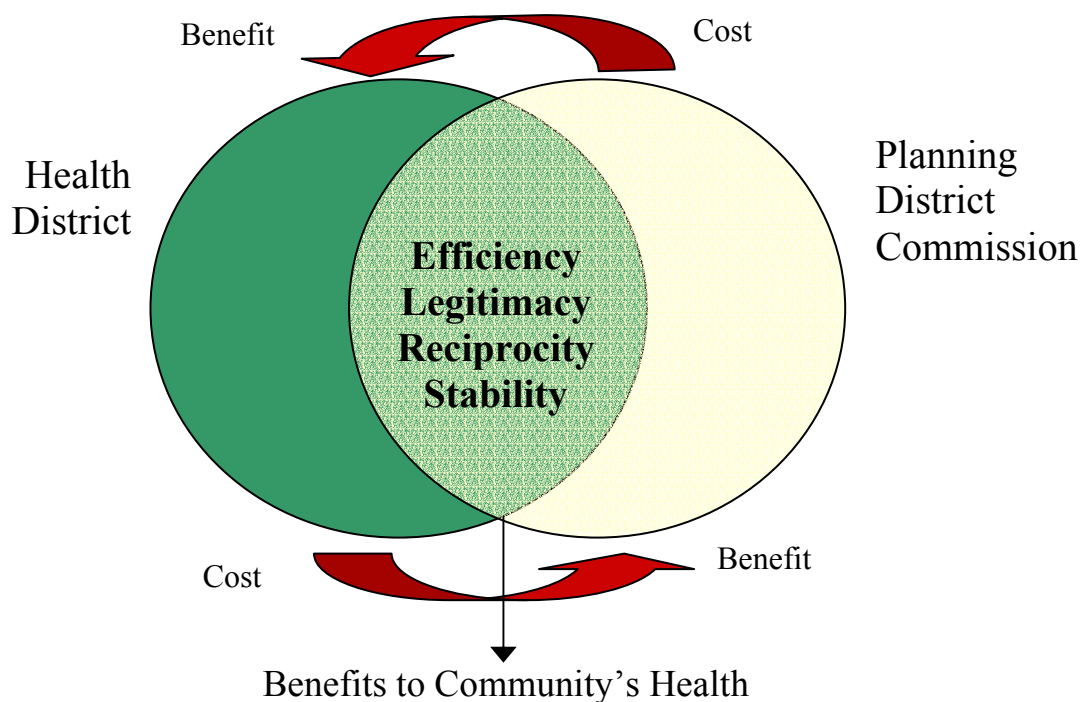 Benefit
Cost
Health
District
Planning
District
Commission
Efficiency
Legitimacy
Reciprocity
Stability
Cost
Benefit
Benefits to Community’s Health